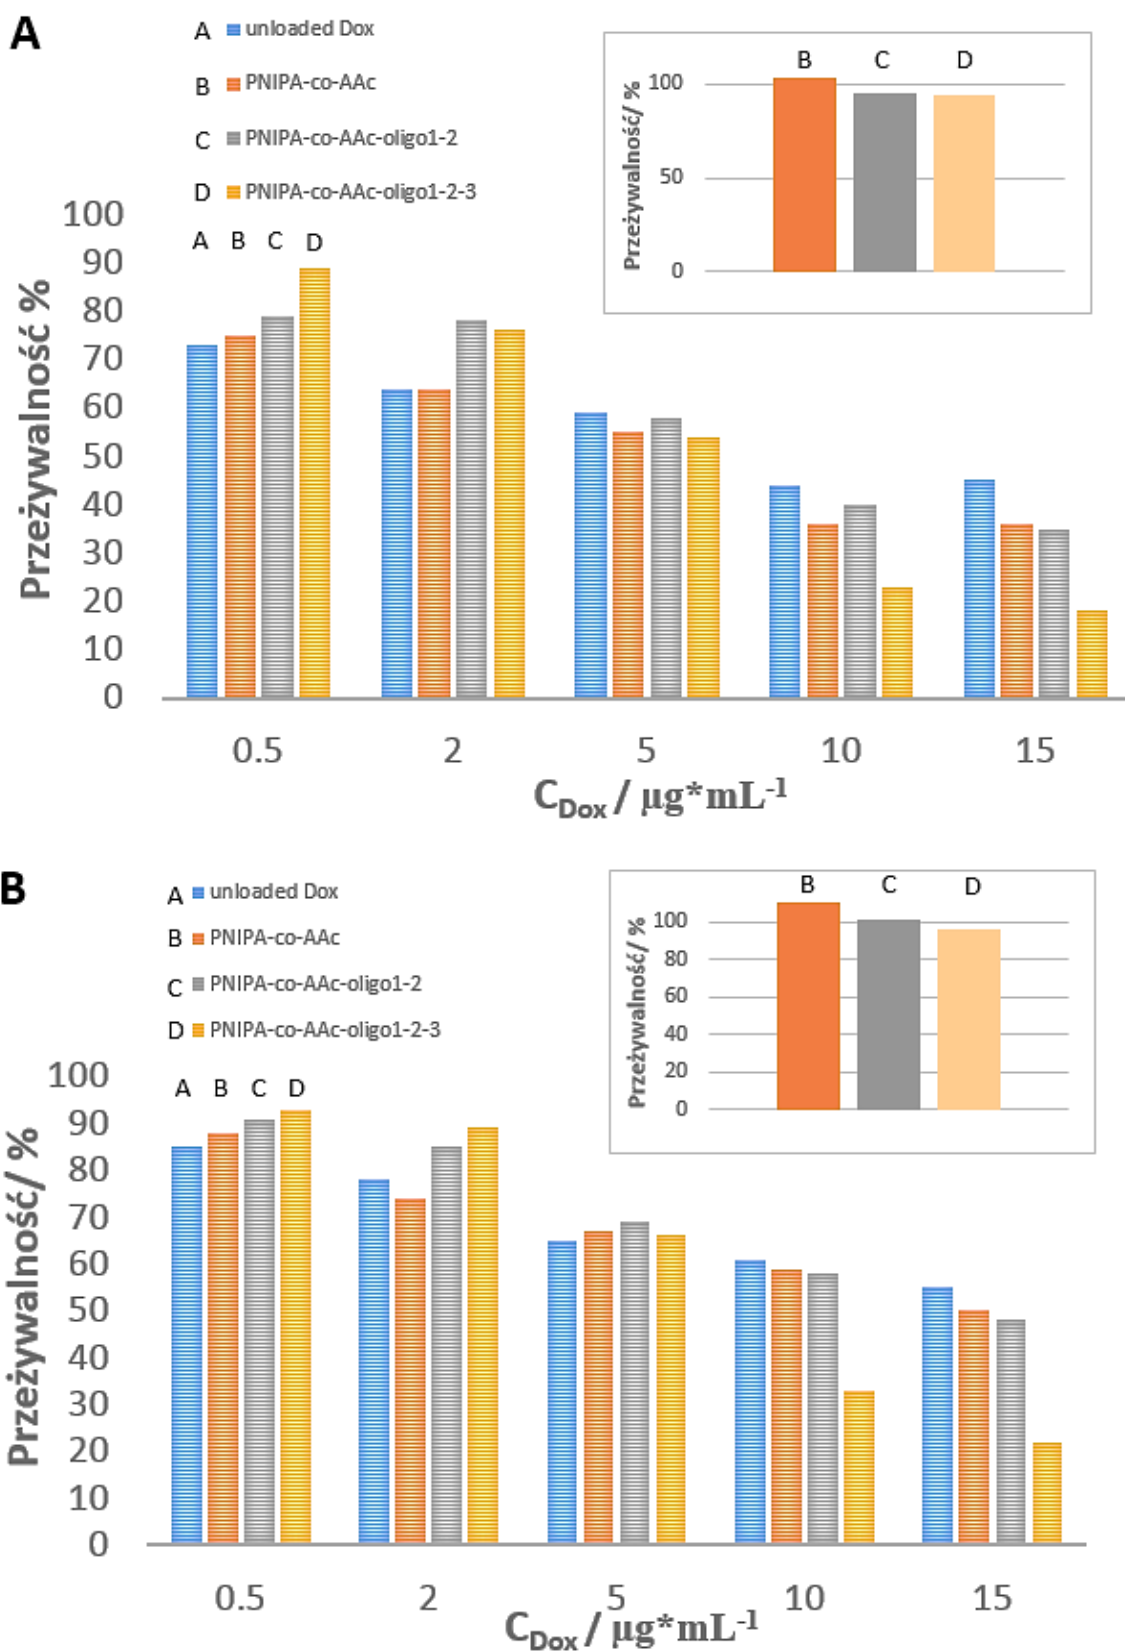 A
A unloaded Dox
B PNIPA-co-AAc
C PNIPA-co-AAc-oligo1-2
D PNIPA-co-AAc-oligo1-2-3
B C D
Przeżywalność/ %
100
50
0
A B C D
Przeżywalność %
100
90
80
70
60
50
40
30
20
10
0
0.5 2 5 10 15
CDox / µg*mL-1
B
A unloaded Dox
B PNIPA-co-AAc
C PNIPA-co-AAc-oligo1-2
D PNIPA-co-AAc-oligo1-2-3
B C D
Przeżywalność/ %
100
80
60
40
20
0
A B C D
Przeżywalność/ %
100
90
80
70
60
50
40
30
20
10
0
0.5 2 5 10 15
CDox / µg*mL-1